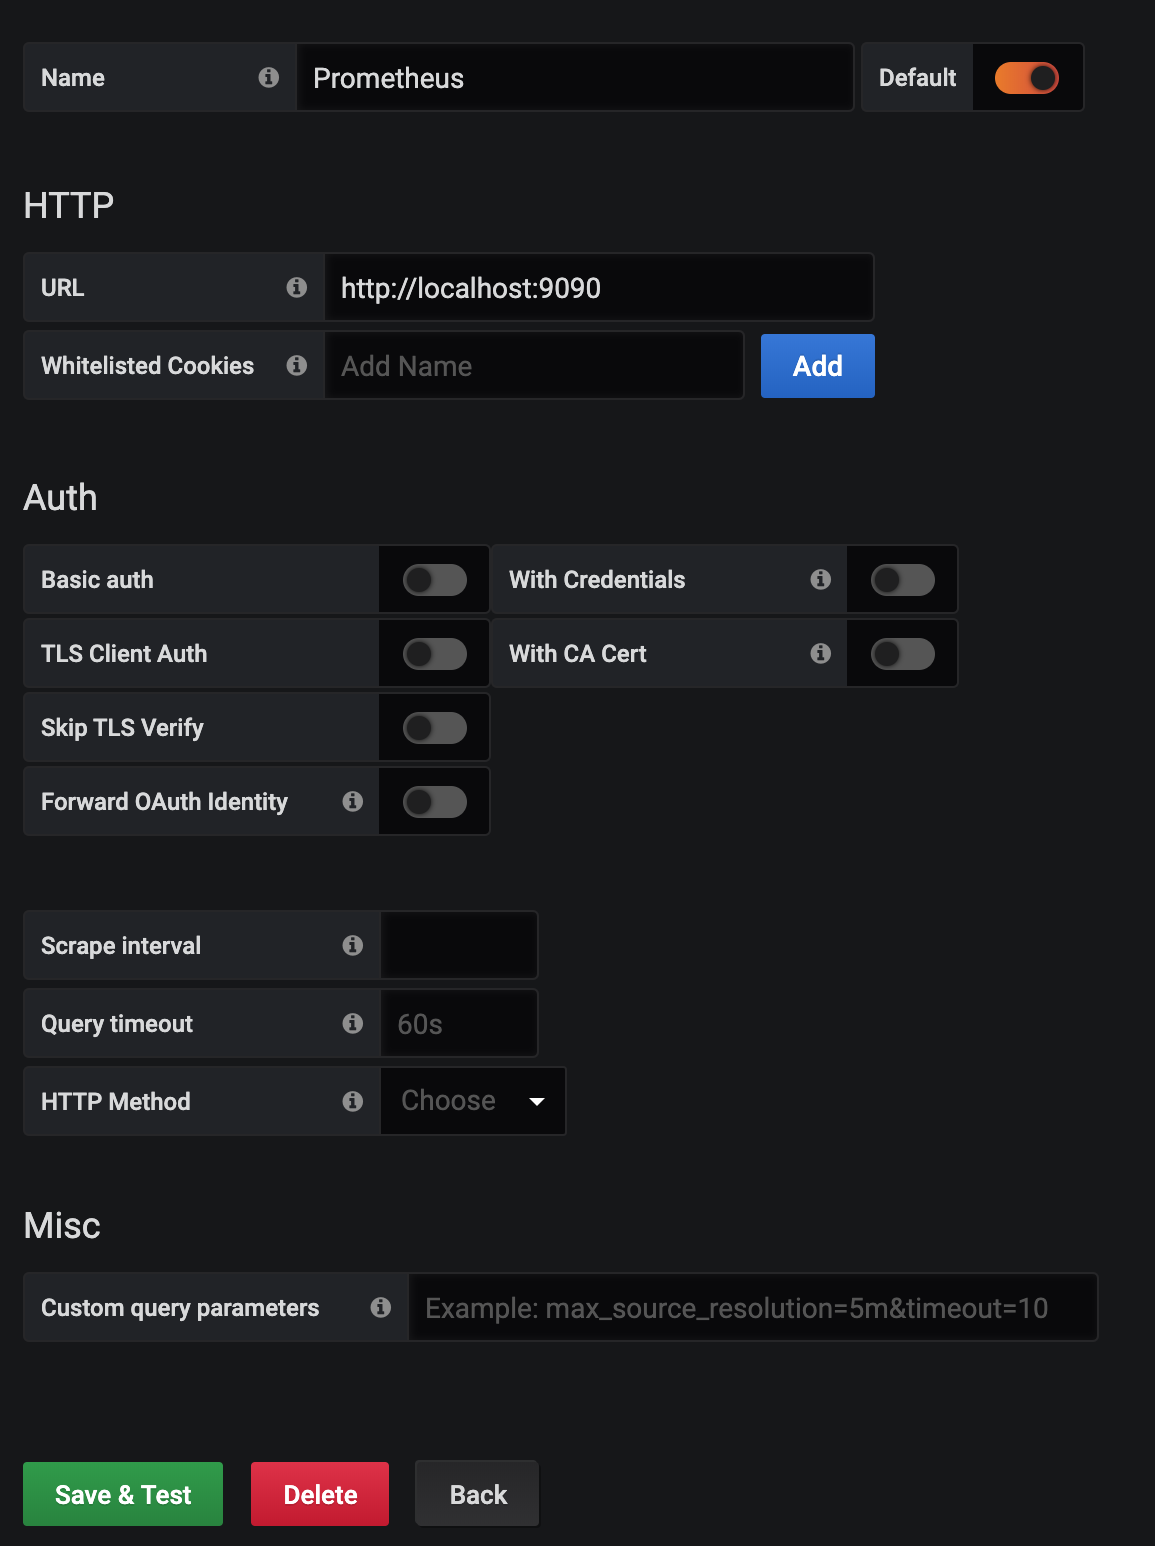 Name Prometheus Default
HTTP
URL http://localhost:9090
Whitelisted Cookies Add Name Add
Auth
Basic auth With Credentials
TLS Client Auth With CA Cert
Skip TLS Verify
Forward OAuth Identity
Scrape interval
Query timeout 60s
HTTP Method Choose
Misc
Custom query parameters Example: max_source_resolution=5m&timeout=10
Save & Test Delete Back